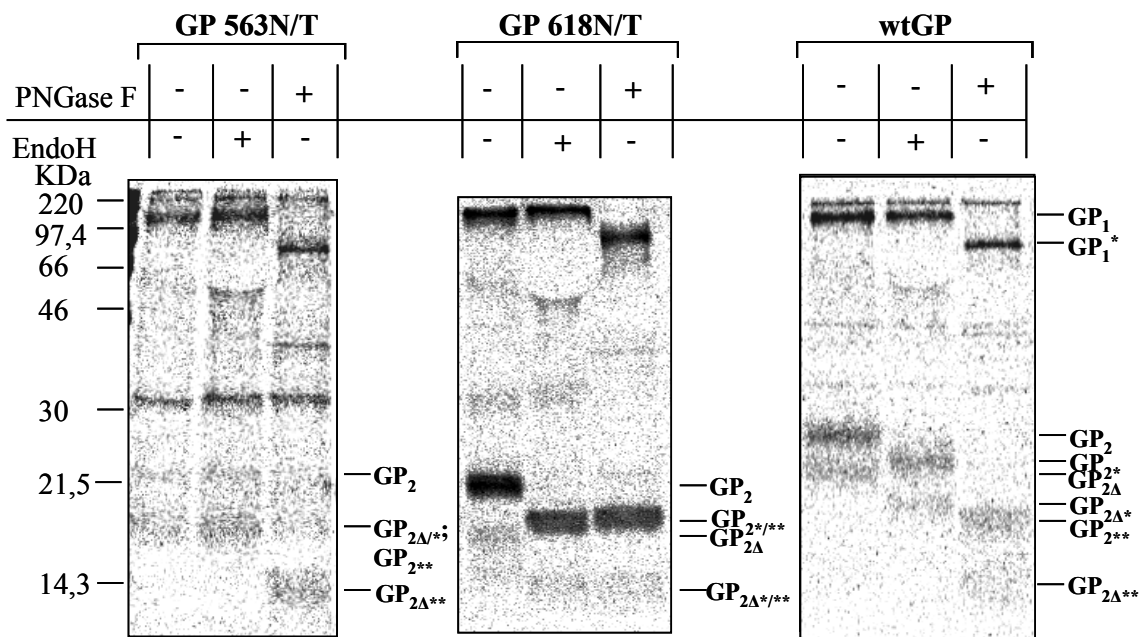 GP 563N/T GP 618N/T wtGP
PNGase F - - + - - + - - +
EndoH - + - - + - - + -
KDa
220
97,4
66
46
30
21,5
14,3
GP2
GP2Δ/*;
GP2**
GP2Δ**
GP2
GP2*/**
GP2Δ
GP2Δ*/**
GP1
GP1*
GP2
GP2*
GP2Δ
GP2Δ*
GP2**
GP2Δ**